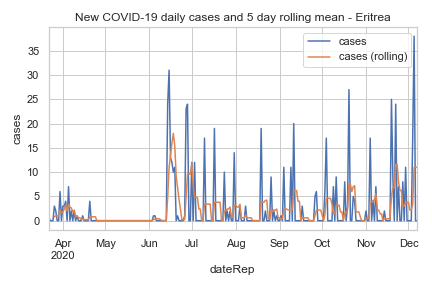 New COVID-19 daily cases and 5 day rolling mean - Eritrea
cases
cases (rolling)
35
30
25
20
15
10
5
0
cases
Apr May Jun Jul Aug Sep Oct Nov Dec
2020
dateRep